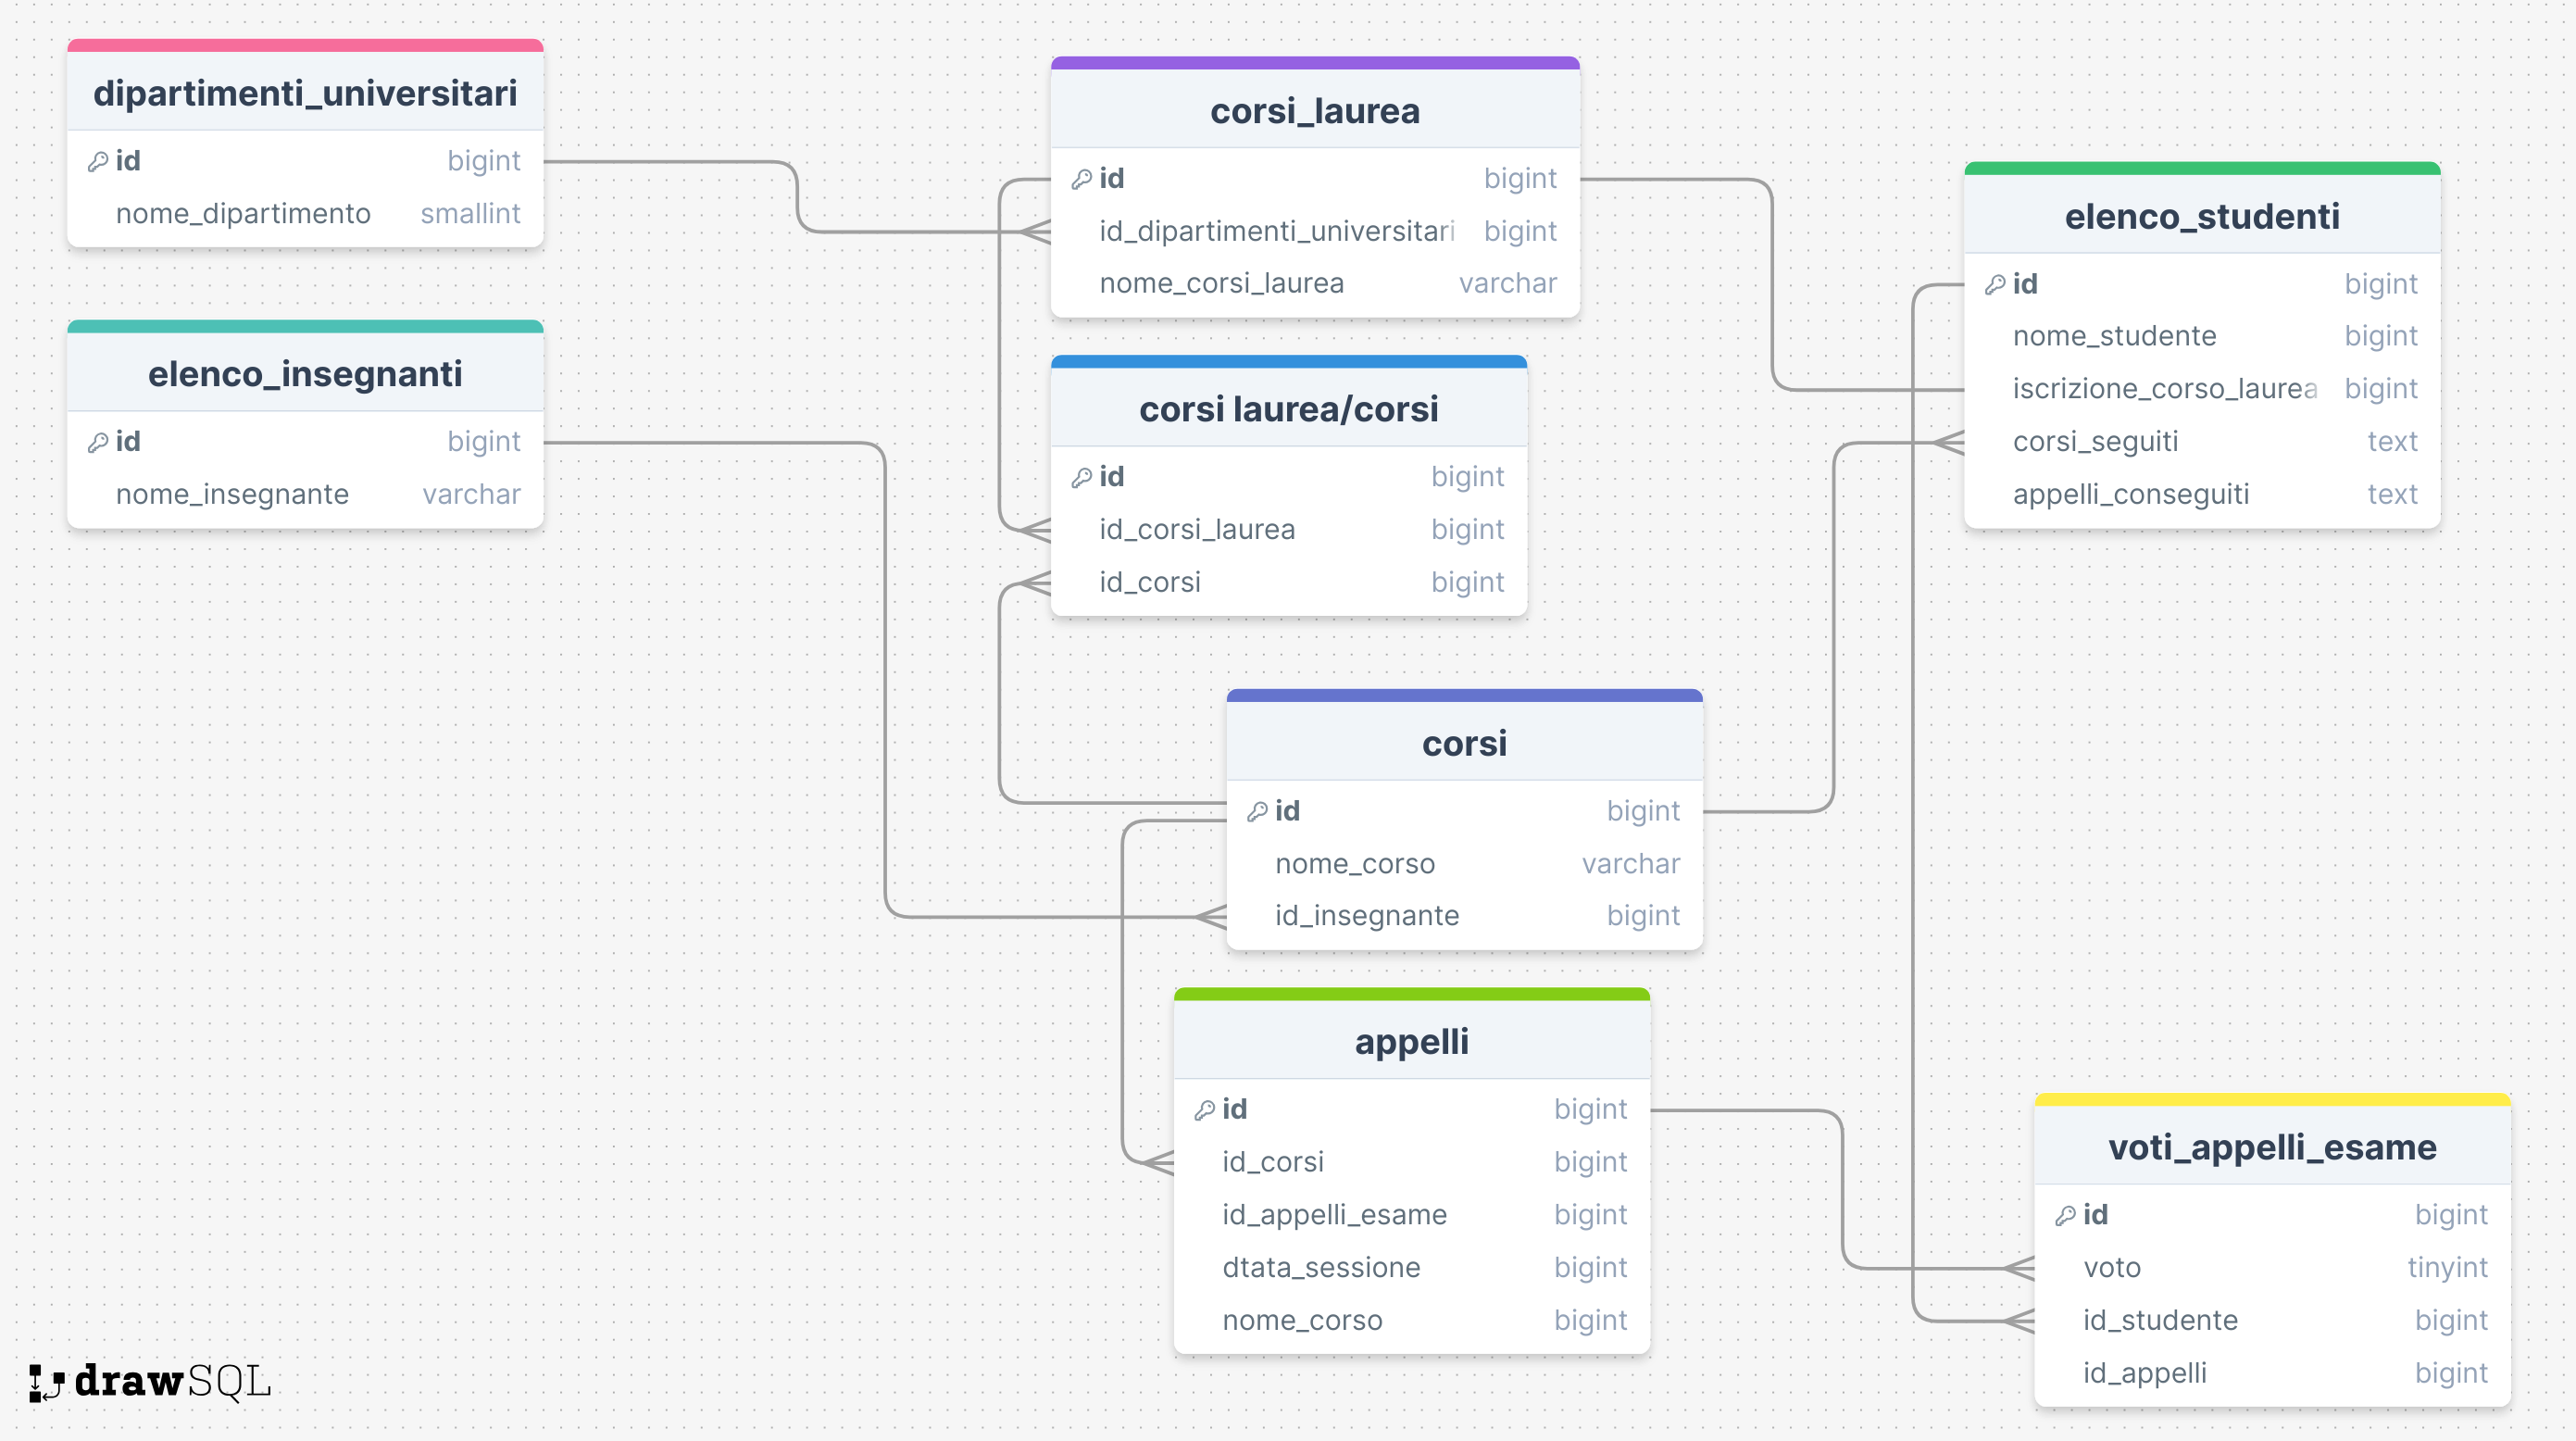 dipartimenti_universitari
id bigint
nome_dipartimento smallint
elenco_insegnanti
id bigint
nome_insegnante varchar
corsi_laurea
id bigint
id_dipartimenti_universitari bigint
nome_corsi_laurea varchar
corsi laurea/corsi
id bigint
id_corsi_laurea bigint
id_corsi bigint
corsi
id bigint
nome_corso varchar
id_insegnante bigint
appelli
id bigint
id_corsi bigint
id_appelli_esame bigint
dtata_sessione bigint
nome_corso bigint
elenco_studenti
id bigint
nome_studente bigint
iscrizione_corso_laurea bigint
corsi_seguiti text
appelli_conseguiti text
voti_appelli_esame
id bigint
voto tinyint
id_studente bigint
id_appelli bigint
drawSQL